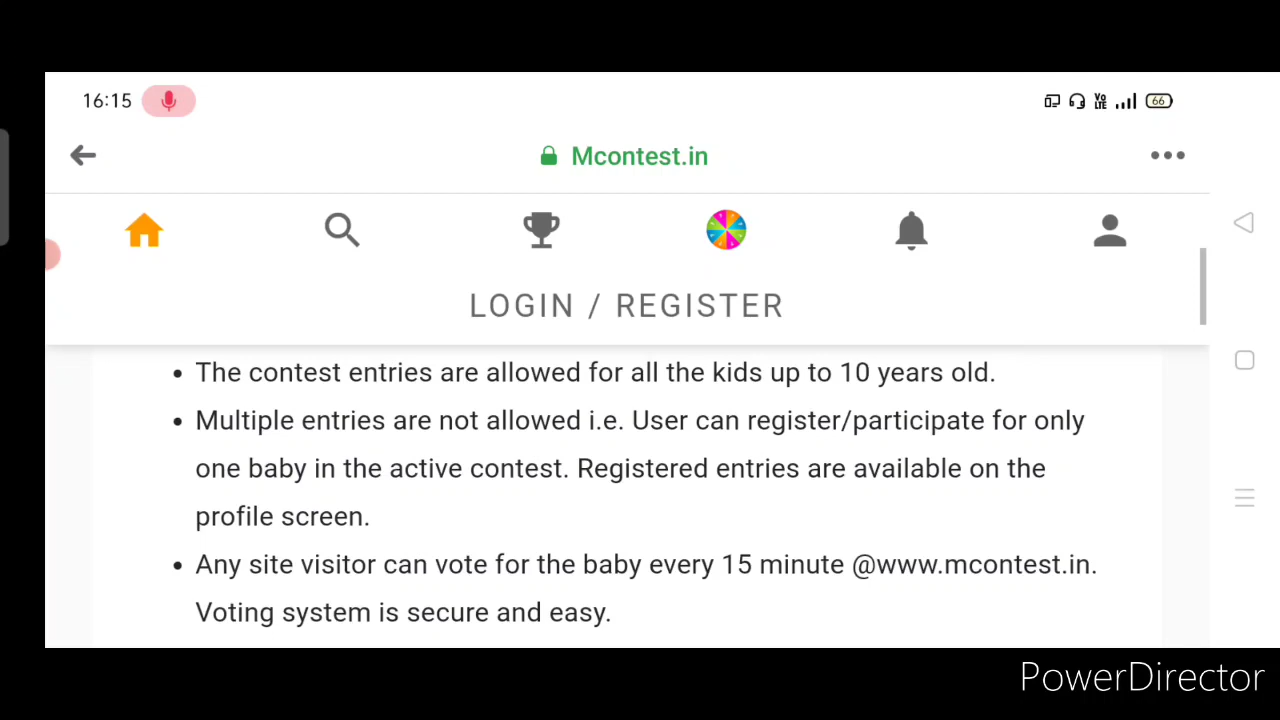 16:15 Vo LTE 66
Mcontest.in
LOGIN / REGISTER
• The contest entries are allowed for all the kids up to 10 years old.
• Multiple entries are not allowed i.e. User can register/participate for only
one baby in the active contest. Registered entries are available on the
profile screen.
• Any site visitor can vote for the baby every 15 minute @www.mcontest.in.
Voting system is secure and easy.
PowerDirector